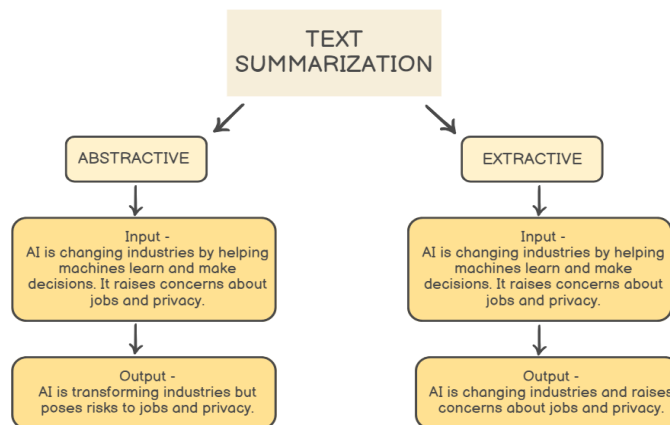 TEXT
SUMMARIZATION
ABSTRACTIVE
EXTRACTIVE
Input -
AI is changing industries by helping
machines learn and make
decisions. It raises concerns about
jobs and privacy.
Input -
AI is changing industries by helping
machines learn and make
decisions. It raises concerns about
jobs and privacy.
Output -
AI is transforming industries but
poses risks to jobs and privacy.
Output -
AI is changing industries and raises
concerns about jobs and privacy.